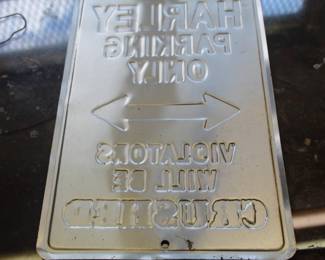 HARLEY
PARKING
ONLY
VIOLATORS
WILL BE
CRUSHED